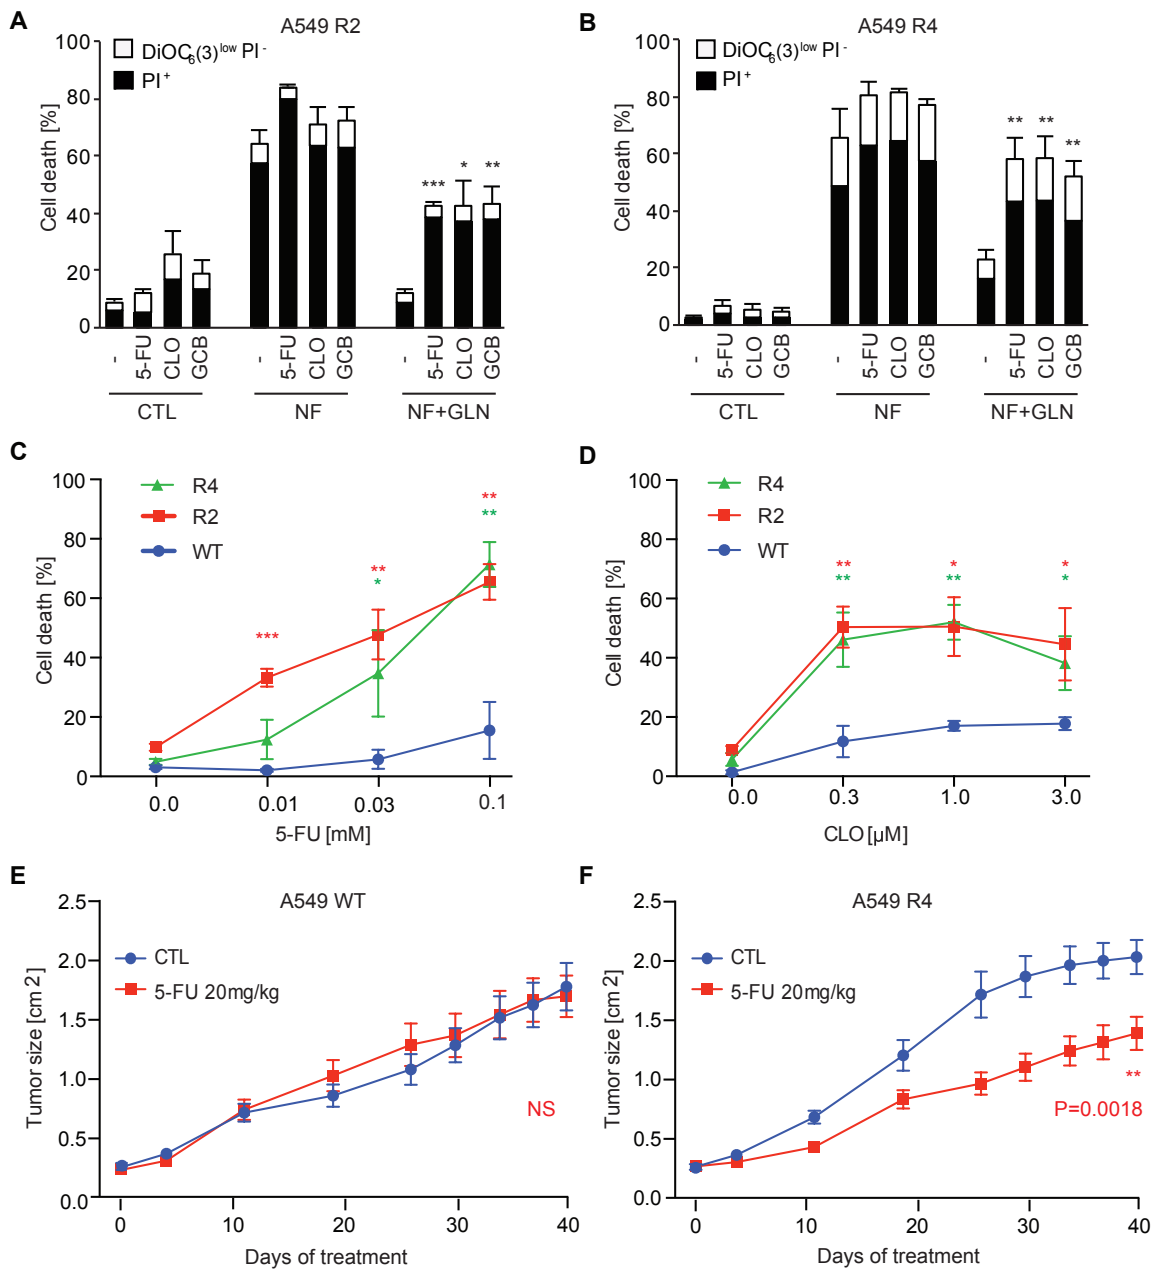 A
A549 R2
DiOC6(3)low PI-
PI+
Cell death [%]
100
80
60
40
20
0
***
*
**
- 5-FU CLO GCB - 5-FU CLO GCB - 5-FU CLO GCB
CTL NF NF+GLN
B
A549 R4
DiOC6(3)low PI-
PI+
Cell death [%]
100
80
60
40
20
0
** ** **
- 5-FU CLO GCB - 5-FU CLO GCB - 5-FU CLO GCB
CTL NF NF+GLN
C
R4
R2
WT
Cell death [%]
100
80
60
40
20
0
***
**
*
**
**
0.0 0.01 0.03 0.1
5-FU [mM]
D
R4
R2
WT
Cell death [%]
100
80
60
40
20
0
** * *
** ** *
0.0 0.3 1.0 3.0
CLO [µM]
E
A549 WT
CTL
5-FU 20mg/kg
Tumor size [cm 2]
2.5
2.0
1.5
1.0
0.5
0.0
NS
0 10 20 30 40
Days of treatment
F
A549 R4
CTL
5-FU 20mg/kg
Tumor size [cm 2]
2.5
2.0
1.5
1.0
0.5
0.0
**
P=0.0018
0 10 20 30 40
Days of treatment